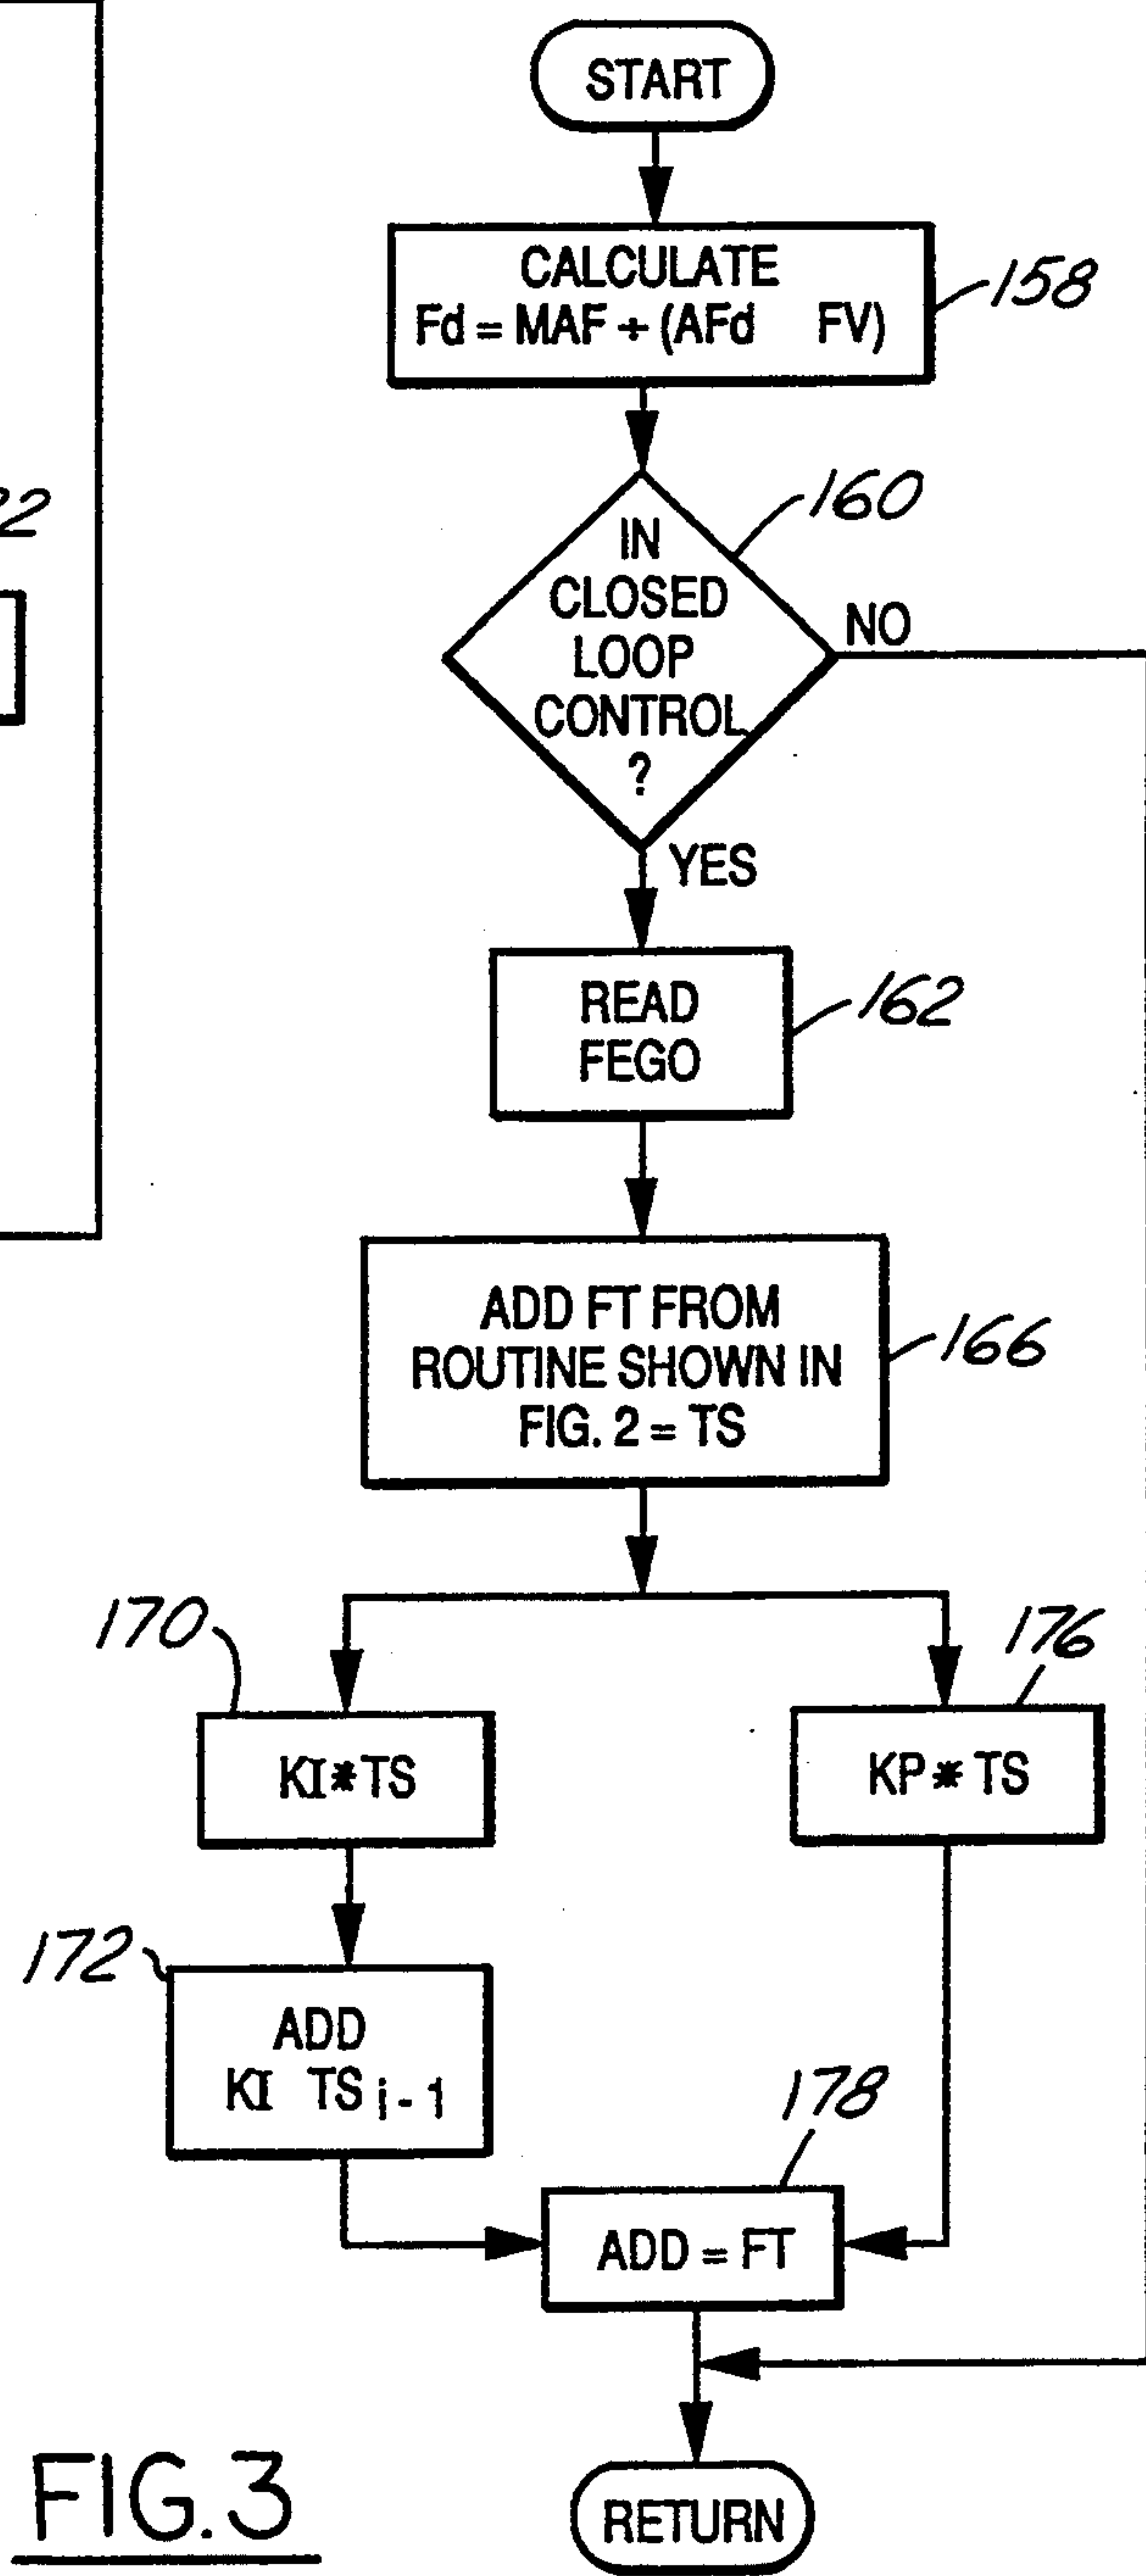 START
CALCULATE
Fd = MAF ÷ (AFd FV)
158
160
IN
CLOSED
LOOP
CONTROL
?
NO
YES
22
READ
FEGO
162
ADD FT FROM
ROUTINE SHOWN IN
FIG. 2 = TS
166
170
176
KI*TS
KP * TS
172
ADD
KI TS i - 1
178
ADD = FT
RETURN
FIG. 3